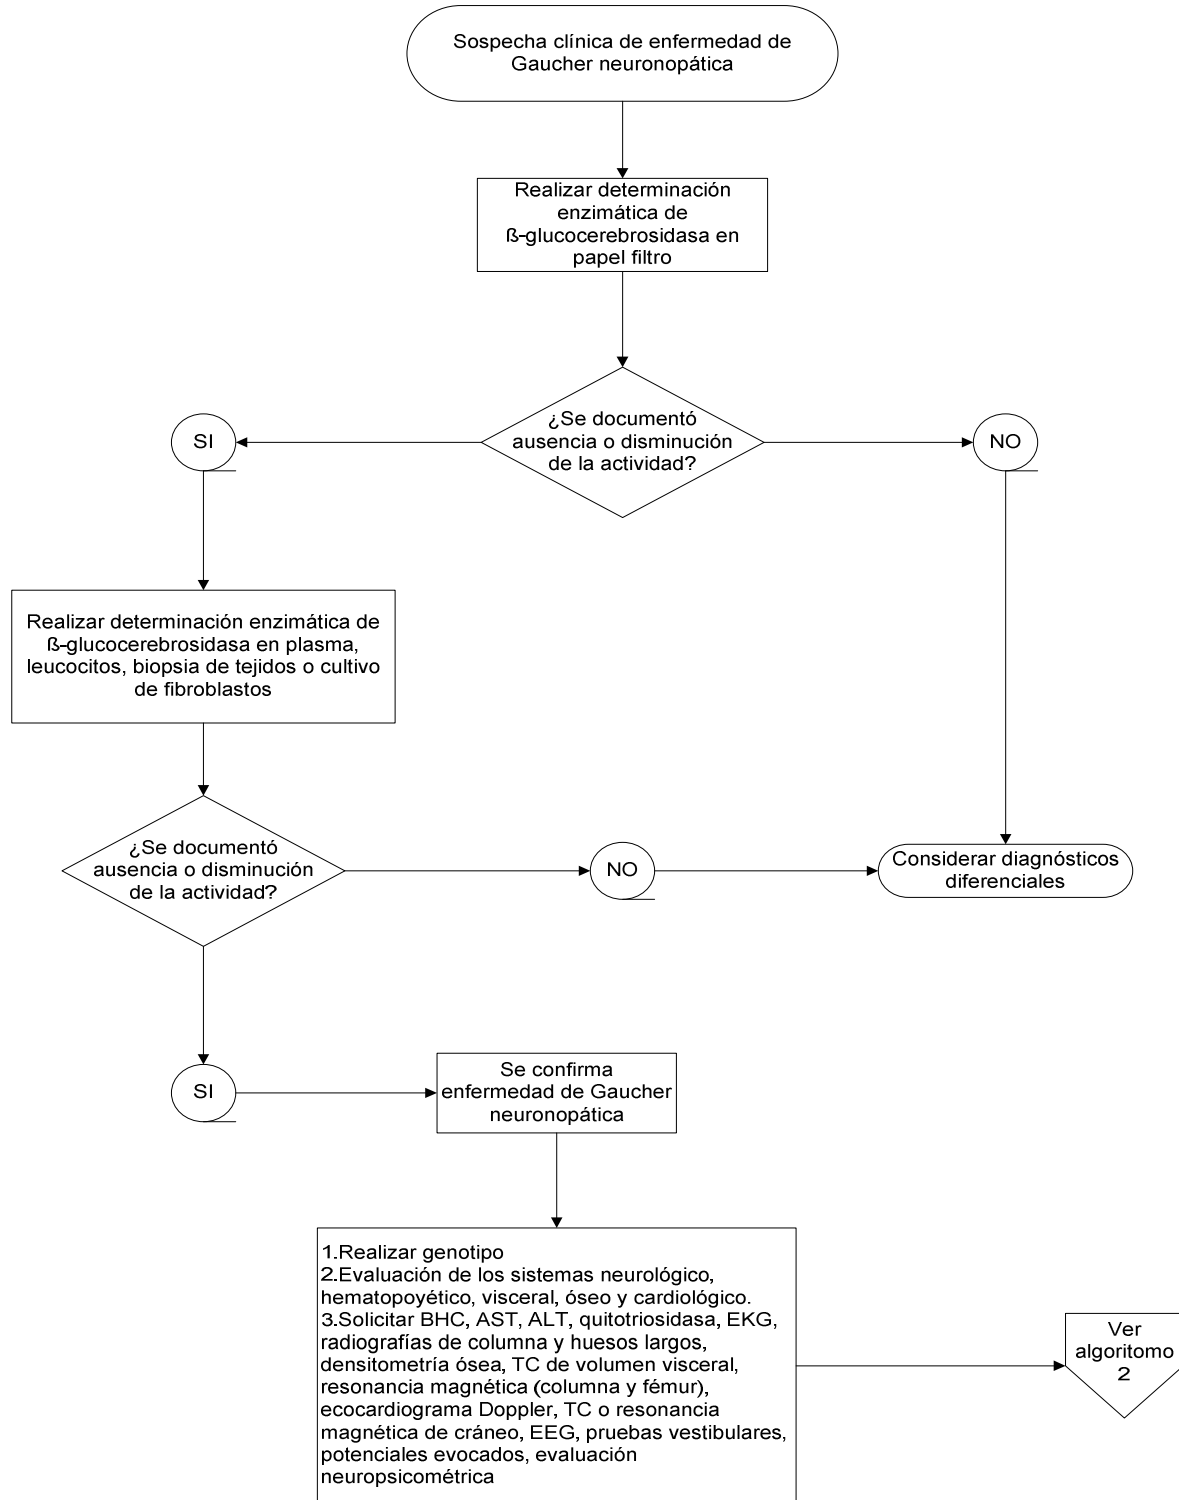 Sospecha clínica de enfermedad de
Gaucher neuronopática
Realizar determinación
enzimática de
ß-glucocerebrosidasa en
papel filtro
¿Se documentó
ausencia o disminución
de la actividad?
SI
NO
Realizar determinación enzimática de
ß-glucocerebrosidasa en plasma,
leucocitos, biopsia de tejidos o cultivo
de fibroblastos
¿Se documentó
ausencia o disminución
de la actividad?
NO
Considerar diagnósticos
diferenciales
SI
Se confirma
enfermedad de Gaucher
neuronopática
1.Realizar genotipo
2.Evaluación de los sistemas neurológico,
hematopoyético, visceral, óseo y cardiológico.
3.Solicitar BHC, AST, ALT, quitotriosidasa, EKG,
radiografías de columna y huesos largos,
densitometría ósea, TC de volumen visceral,
resonancia magnética (columna y fémur),
ecocardiograma Doppler, TC o resonancia
magnética de cráneo, EEG, pruebas vestibulares,
potenciales evocados, evaluación
neuropsicométrica
Ver
algoritomo
2